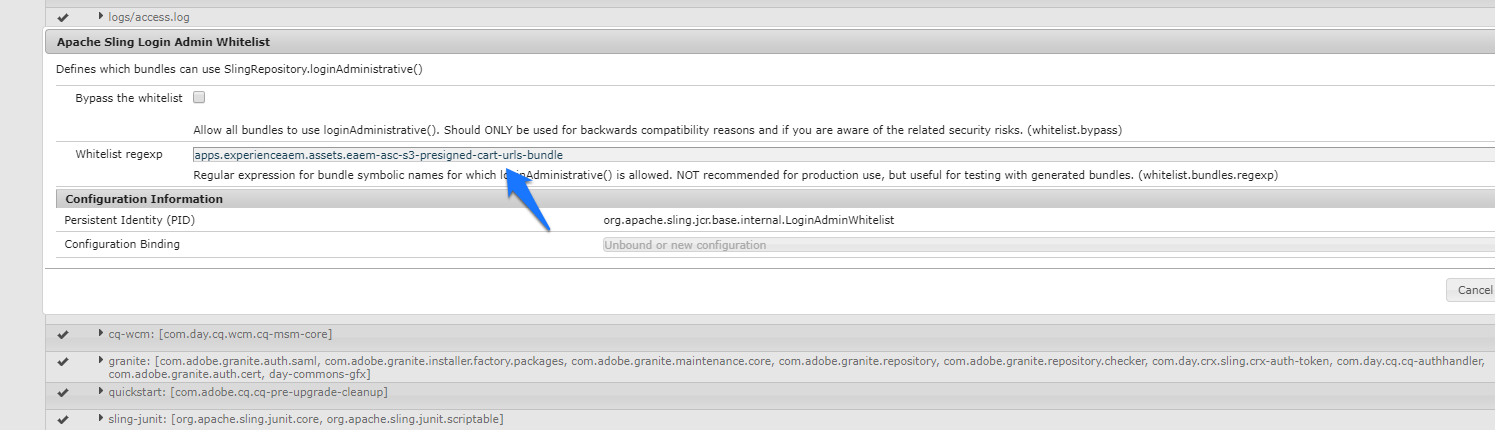 logs/access.log
Apache Sling Login Admin Whitelist
Defines which bundles can use SlingRepository.loginAdministrative()
Bypass the whitelist
Allow all bundles to use loginAdministrative(). Should ONLY be used for backwards compatibility reasons and if you are aware of the related security risks. (whitelist.bypass)
Whitelist regexp
apps.experienceaem.assets.eaem-asc-s3-presigned-cart-urls-bundle
Regular expression for bundle symbolic names for which loginAdministrative() is allowed. NOT recommended for production use, but useful for testing with generated bundles. (whitelist.bundles.regexp)
Configuration Information
Persistent Identity (PID) org.apache.sling.jcr.base.internal.LoginAdminWhitelist
Configuration Binding Unbound or new configuration
Cancel
cq-wcm: [com.day.cq.wcm.cq-msm-core]
granite: [com.adobe.granite.auth.saml, com.adobe.granite.installer.factory.packages, com.adobe.granite.maintenance.core, com.adobe.granite.repository, com.adobe.granite.repository.checker, com.day.crx.sling.crx-auth-token, com.day.cq.cq-authhandler,
com.adobe.granite.auth.cert, day-commons-gfx]
quickstart: [com.adobe.cq.cq-pre-upgrade-cleanup]
sling-junit: [org.apache.sling.junit.core, org.apache.sling.junit.scriptable]